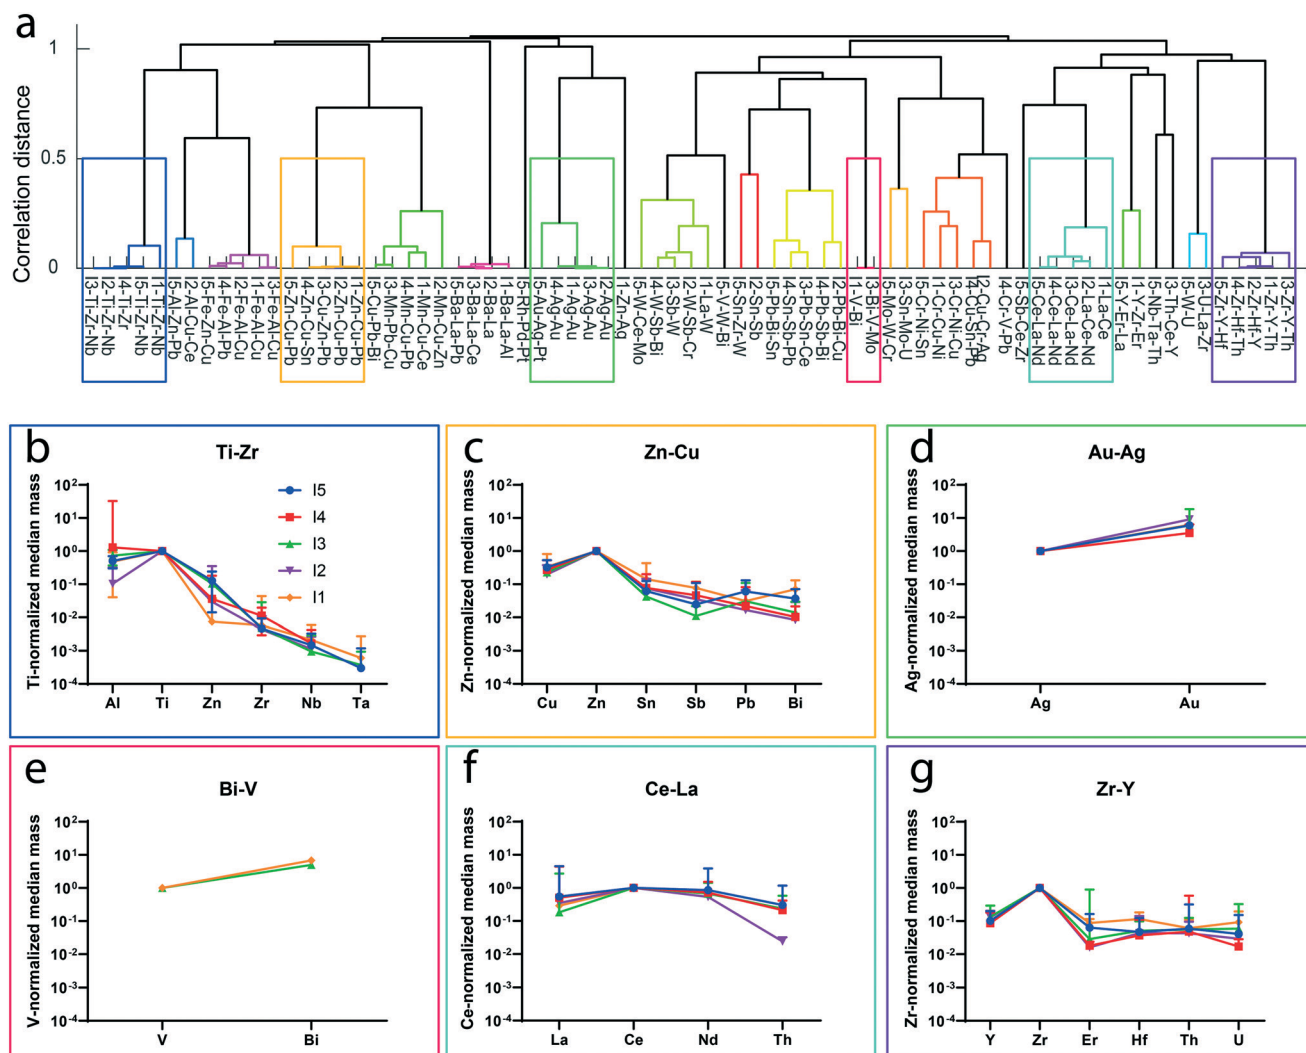 a
Correlation distance
1
0.5
0
I3-Ti-Zr-Nb
I2-Ti-Zr-Nb
I4-Ti-Zr
I5-Ti-Zr-Nb
I1-Ti-Zr-Nb
I5-Al-Zn-Pb
I2-Al-Cu-Ce
I5-Fe-Zn-Cu
I4-Fe-Al-Pb
I2-Fe-Al-Cu
I1-Fe-Al-Cu
I3-Fe-Al-Cu
I5-Zn-Cu-Pb
I4-Zn-Cu-Sn
I3-Cu-Zn-Pb
I2-Zn-Cu-Pb
I1-Zn-Cu-Pb
I5-Cu-Pb-Bi
I3-Mn-Pb-Cu
I4-Mn-Cu-Pb
I1-Mn-Cu-Ce
I2-Mn-Cu-Zn
I5-Ba-La-Pb
I3-Ba-La-Ce
I2-Ba-La
I1-Ba-La-Al
I5-Rh-Pd-Pt
I5-Au-Ag-Pt
I4-Ag-Au
I1-Ag-Au
I3-Ag-Au
I2-Ag-Au
I1-Zn-Ag
I5-W-Ce-Mo
I4-W-Sb-Bi
I3-Sb-W
I2-W-Sb-Cr
I1-La-W
I5-V-W-Bi
I5-Sn-Zr-W
I2-Sn-Sb
I5-Pb-Bi-Sn
I4-Sn-Sb-Pb
I3-Pb-Sn-Ce
I4-Pb-Sb-Bi
I2-Pb-Bi-Cu
I1-V-Bi
I3-Bi-V-Mo
I5-Mo-W-Cr
I3-Sn-Mo-U
I5-Cr-Ni-Sn
I1-Cr-Cu-Ni
I3-Cr-Ni-Cu
I4-Cu-Sn-Pb
I2-Cu-Cr-Ag
I4-Cr-V-Pb
I5-Sb-Ce-Zr
I5-Ce-La-Nd
I4-Ce-La-Nd
I3-Ce-La-Nd
I2-La-Ce-Nd
I1-La-Ce
I5-Y-Er-La
I1-Y-Zr-Er
I5-Nb-Ta-Th
I3-Th-Ce-Y
I5-W-U
I3-U-La-Zr
I5-Zr-Y-Hf
I4-Zr-Hf-Th
I2-Zr-Hf-Y
I1-Zr-Y-Th
I3-Zr-Y-Th
b
Ti-Zr
Ti-normalized median mass
10²
10¹
10⁰
10⁻¹
10⁻²
10⁻³
10⁻⁴
I5
I4
I3
I2
I1
Al Ti Zn Zr Nb Ta
c
Zn-Cu
Zn-normalized median mass
10²
10¹
10⁰
10⁻¹
10⁻²
10⁻³
10⁻⁴
Cu Zn Sn Sb Pb Bi
d
Au-Ag
Ag-normalized median mass
10²
10¹
10⁰
10⁻¹
10⁻²
10⁻³
10⁻⁴
Ag Au
e
Bi-V
V-normalized median mass
10²
10¹
10⁰
10⁻¹
10⁻²
10⁻³
10⁻⁴
V Bi
f
Ce-La
Ce-normalized median mass
10²
10¹
10⁰
10⁻¹
10⁻²
10⁻³
10⁻⁴
La Ce Nd Th
g
Zr-Y
Zr-normalized median mass
10²
10¹
10⁰
10⁻¹
10⁻²
10⁻³
10⁻⁴
Y Zr Er Hf Th U